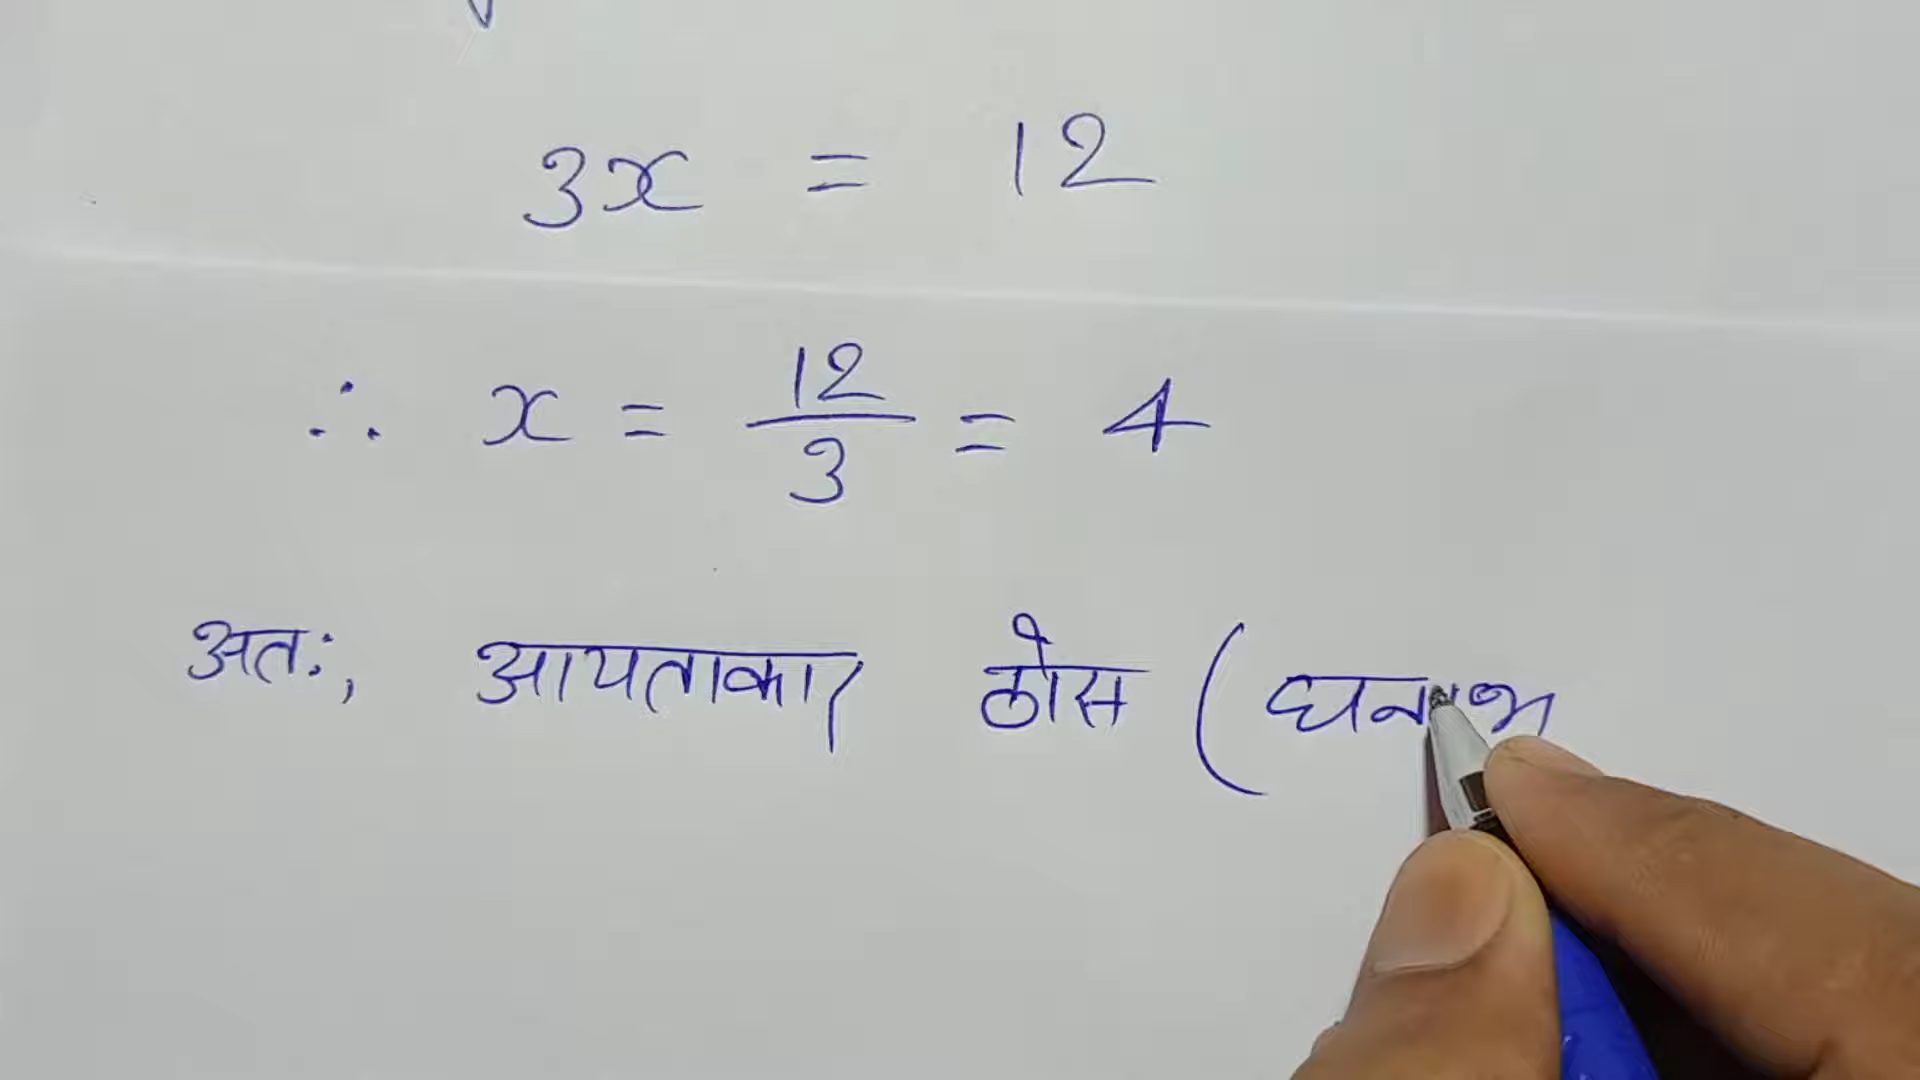 3x = 12
∴ x = 12/3 = 4
अतः, आयताकार ठोस (घनाभ